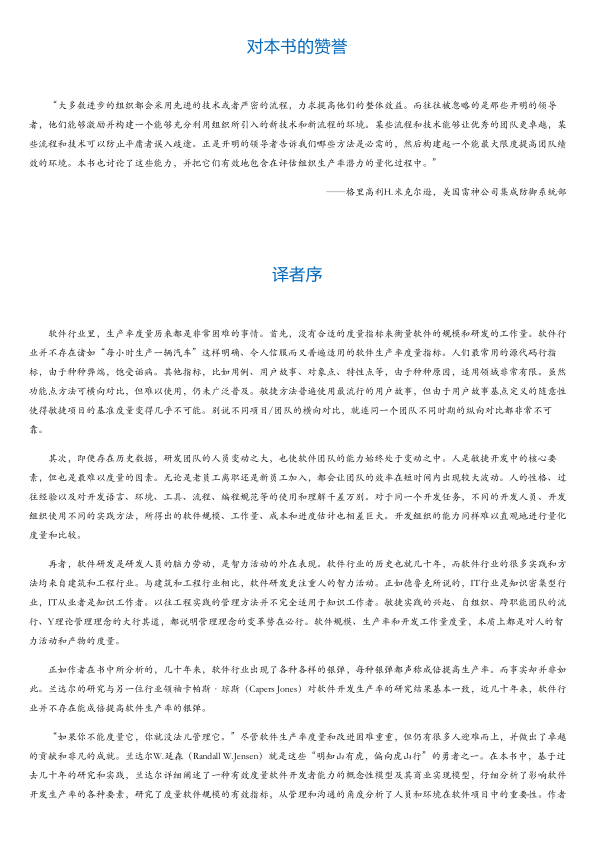 对本书的赞誉
“大多数进步的组织都会采用先进的技术或者严密的流程，力求提高他们的整体效益。而往往被忽略的是那些开明的领导
者，他们能够激励并构建一个能够充分利用组织所引入的新技术和新流程的环境。某些流程和技术能够让优秀的团队更卓越，某
些流程和技术可以防止平庸者误入歧途。正是开明的领导者告诉我们哪些方法是必需的，然后构建起一个能最大限度提高团队绩
效的环境。本书也讨论了这些能力，并把它们有效地包含在评估组织生产率潜力的量化过程中。”
——格里高利H.米克尔逊，美国雷神公司集成防御系统部
译者序
软件行业里，生产率度量历来都是非常困难的事情。首先，没有合适的度量指标来衡量软件的规模和研发的工作量。软件行
业并不存在诸如“每小时生产一辆汽车”这样明确、令人信服而又普遍适用的软件生产率度量指标。人们最常用的源代码行指
标，由于种种弊端，饱受诟病。其他指标，比如用例、用户故事、对象点、特性点等，由于种种原因，适用领域非常有限。虽然
功能点方法可横向对比，但难以使用，仍未广泛普及。敏捷方法普遍使用最流行的用户故事，但由于用户故事基点定义的随意性
使得敏捷项目的基准度量变得几乎不可能。别说不同项目/团队的横向对比，就连同一个团队不同时期的纵向对比都非常不可
靠。
其次，即便存在历史数据，研发团队的人员变动之大，也使软件团队的能力始终处于变动之中。人是敏捷开发中的核心要
素，但也是最难以度量的因素。无论是老员工离职还是新员工加入，都会让团队的效率在短时间内出现较大波动。人的性格、过
往经验以及对开发语言、环境、工具、流程、编程规范等的使用和理解千差万别。对于同一个开发任务，不同的开发人员、开发
组织使用不同的实践方法，所得出的软件规模、工作量、成本和进度估计也相差巨大。开发组织的能力同样难以直观地进行量化
度量和比较。
再者，软件研发是研发人员的脑力劳动，是智力活动的外在表现。软件行业的历史也就几十年，而软件行业的很多实践和方
法均来自建筑和工程行业。与建筑和工程行业相比，软件研发更注重人的智力活动。正如德鲁克所说的，IT行业是知识密集型行
业，IT从业者是知识工作者。以往工程实践的管理方法并不完全适用于知识工作者。敏捷实践的兴起、自组织、跨职能团队的流
行、Y理论管理理念的大行其道，都说明管理理念的变革势在必行。软件规模、生产率和开发工作量度量，本质上都是对人的智
力活动和产物的度量。
正如作者在书中所分析的，几十年来，软件行业出现了各种各样的银弹，每种银弹都声称成倍提高生产率。而事实却并非如
此。兰达尔的研究与另一位行业领袖卡帕斯·琼斯（Capers Jones）对软件开发生产率的研究结果基本一致，近几十年来，软件行
业并不存在能成倍提高软件生产率的银弹。
“如果你不能度量它，你就没法儿管理它。”尽管软件生产率度量和改进困难重重，但仍有很多人迎难而上，并做出了卓越
的贡献和非凡的成就。兰达尔W.廷森（Randall W.Jensen）就是这些“明知山有虎，偏向虎山行”的勇者之一。在本书中，基于过
去几十年的研究和实践，兰达尔详细阐述了一种有效度量软件开发者能力的概念性模型及其商业实现模型，仔细分析了影响软件
开发生产率的各种要素，研究了度量软件规模的有效指标，从管理和沟通的角度分析了人员和环境在软件项目中的重要性。作者